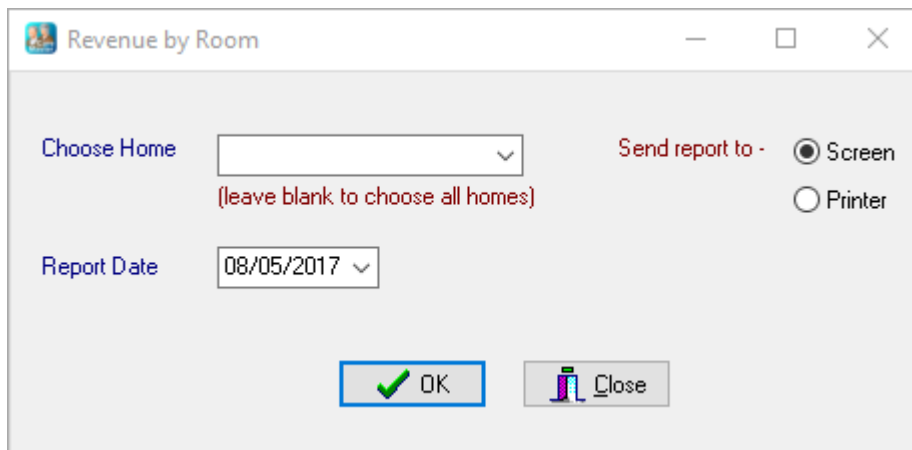 Revenue by Room
Choose Home
Send report to -
Screen
(leave blank to choose all homes)
Printer
Report Date
08/05/2017
OK
Close